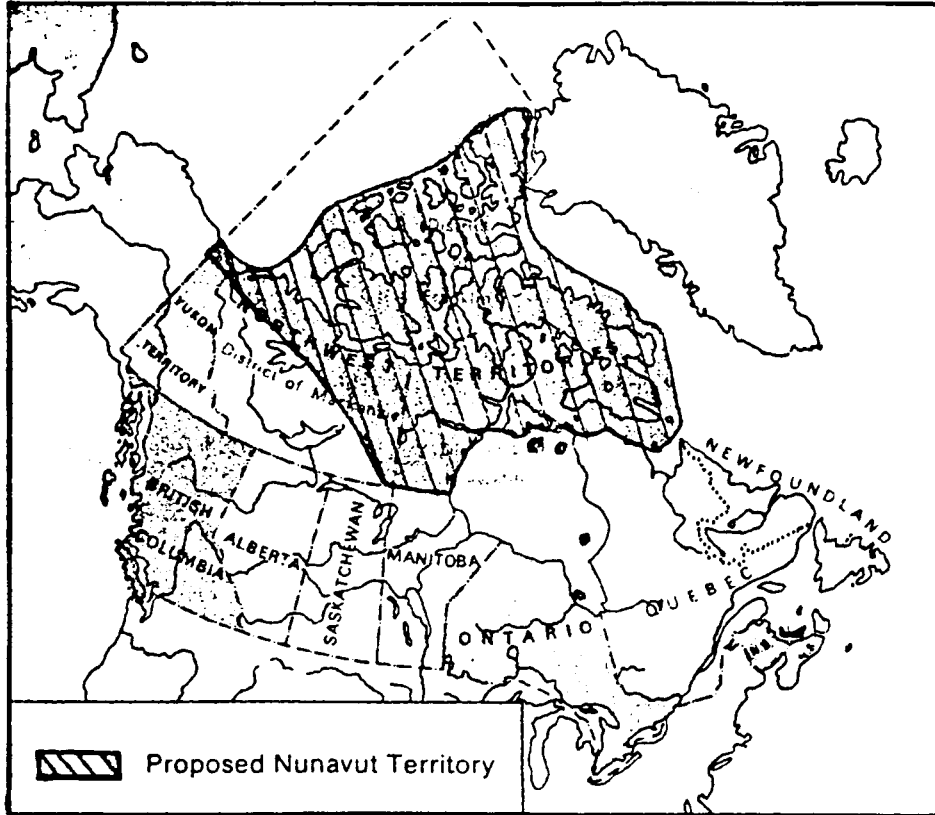 YUKON
TERRITORY
District of Mackenzie
NORTHWEST TERRITORIES
BRITISH
COLUMBIA
ALBERTA
SASKATCHEWAN
MANITOBA
ONTARIO
QUEBEC
NEWFOUNDLAND
Proposed Nunavut Territory